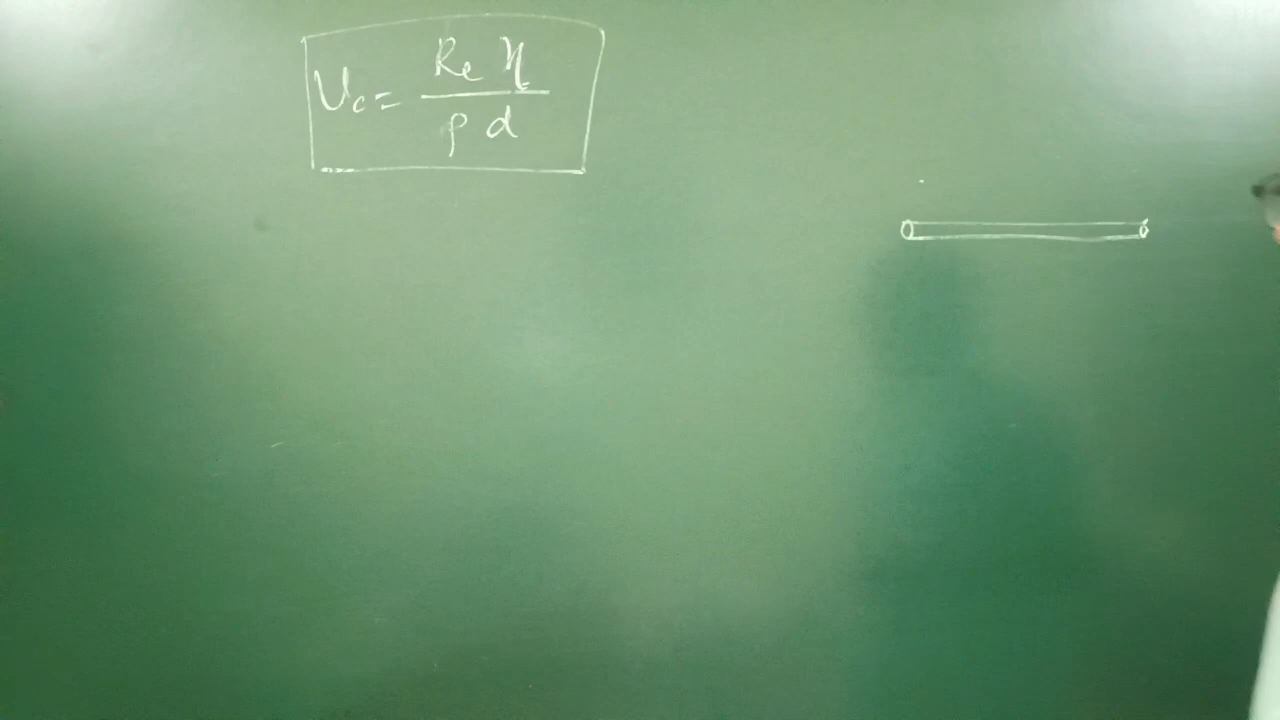 Uc = Re η / ρ d